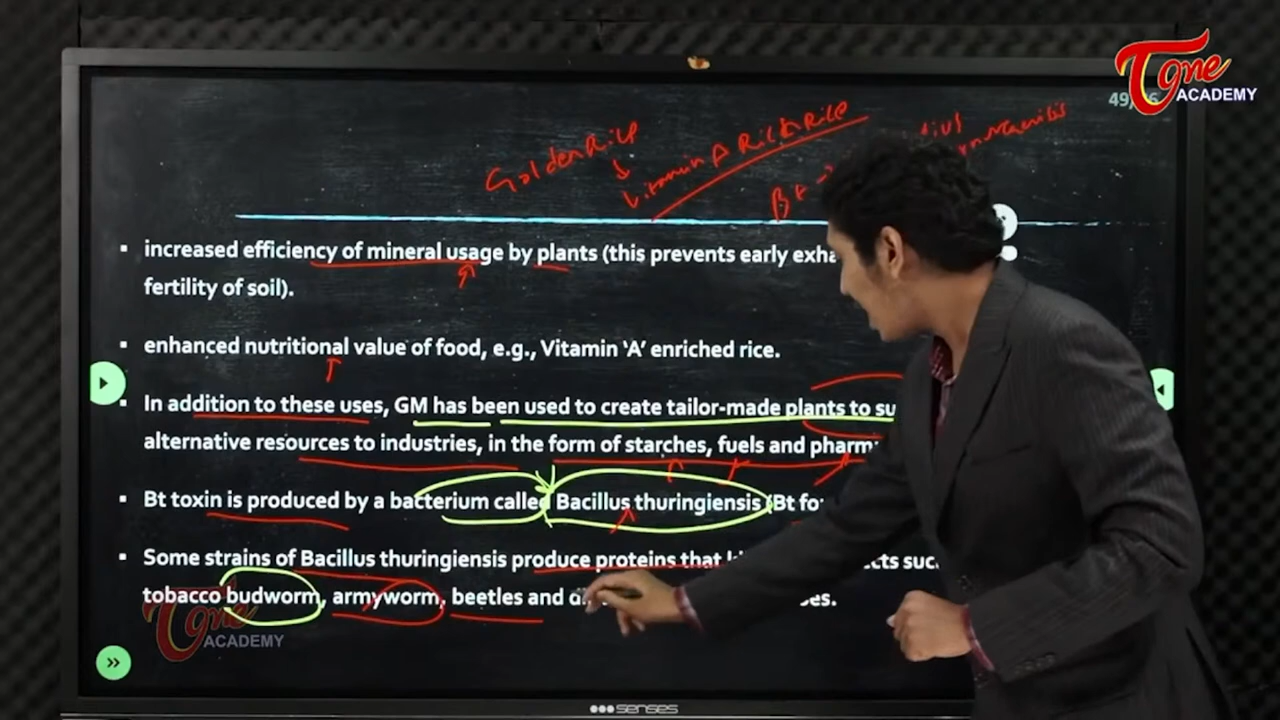 Tone
ACADEMY
49/
Golden Rice
Vitamin A Rich Rice
Bt →
increased efficiency of mineral usage by plants (this prevents early exha
fertility of soil).
enhanced nutritional value of food, e.g., Vitamin ‘A’ enriched rice.
In addition to these uses, GM has been used to create tailor-made plants to su
alternative resources to industries, in the form of starches, fuels and pharm
Bt toxin is produced by a bacterium called Bacillus thuringiensis (Bt fo
Some strains of Bacillus thuringiensis produce proteins that ects suc
tobacco budworm, armyworm, beetles and
Tone
ACADEMY
senses